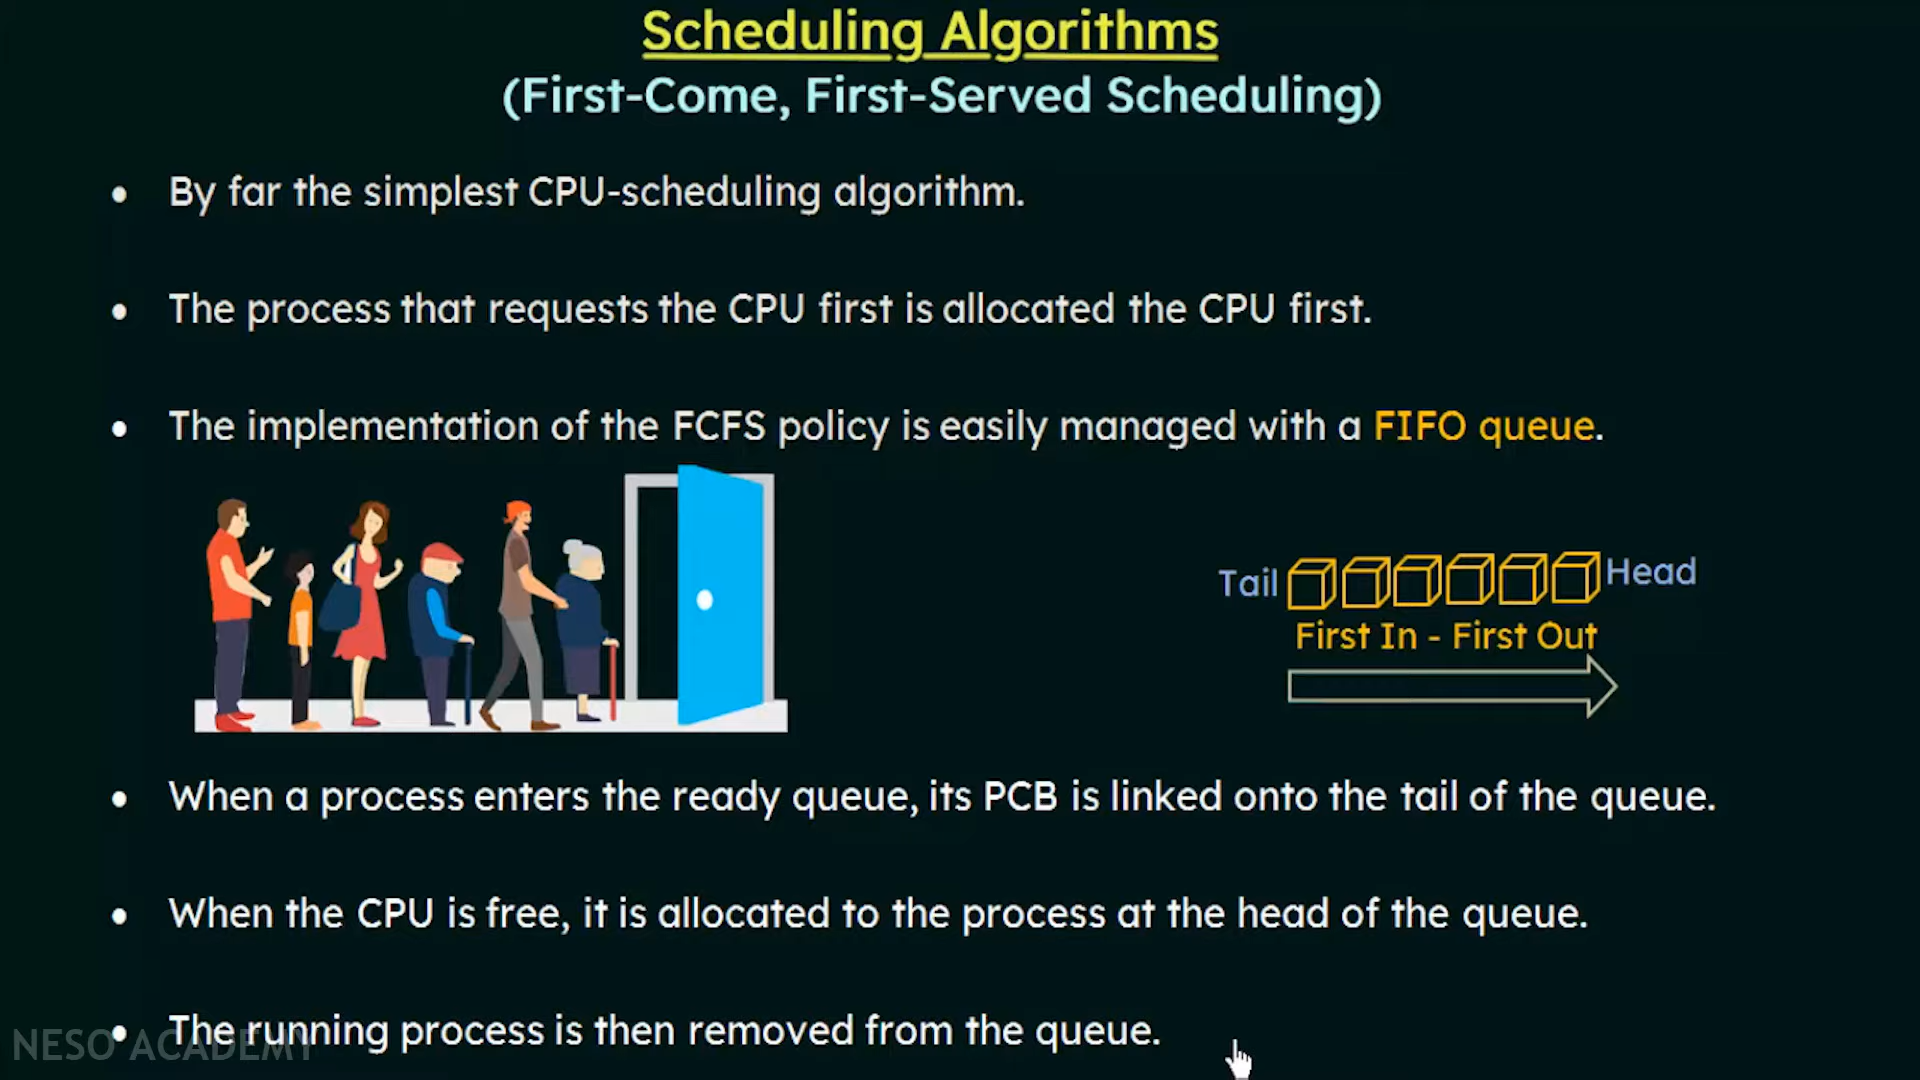 Scheduling Algorithms
(First-Come, First-Served Scheduling)
• By far the simplest CPU-scheduling algorithm.
• The process that requests the CPU first is allocated the CPU first.
• The implementation of the FCFS policy is easily managed with a FIFO queue.
Tail Head
First In - First Out
• When a process enters the ready queue, its PCB is linked onto the tail of the queue.
• When the CPU is free, it is allocated to the process at the head of the queue.
• The running process is then removed from the queue.
NESO ACADEMY